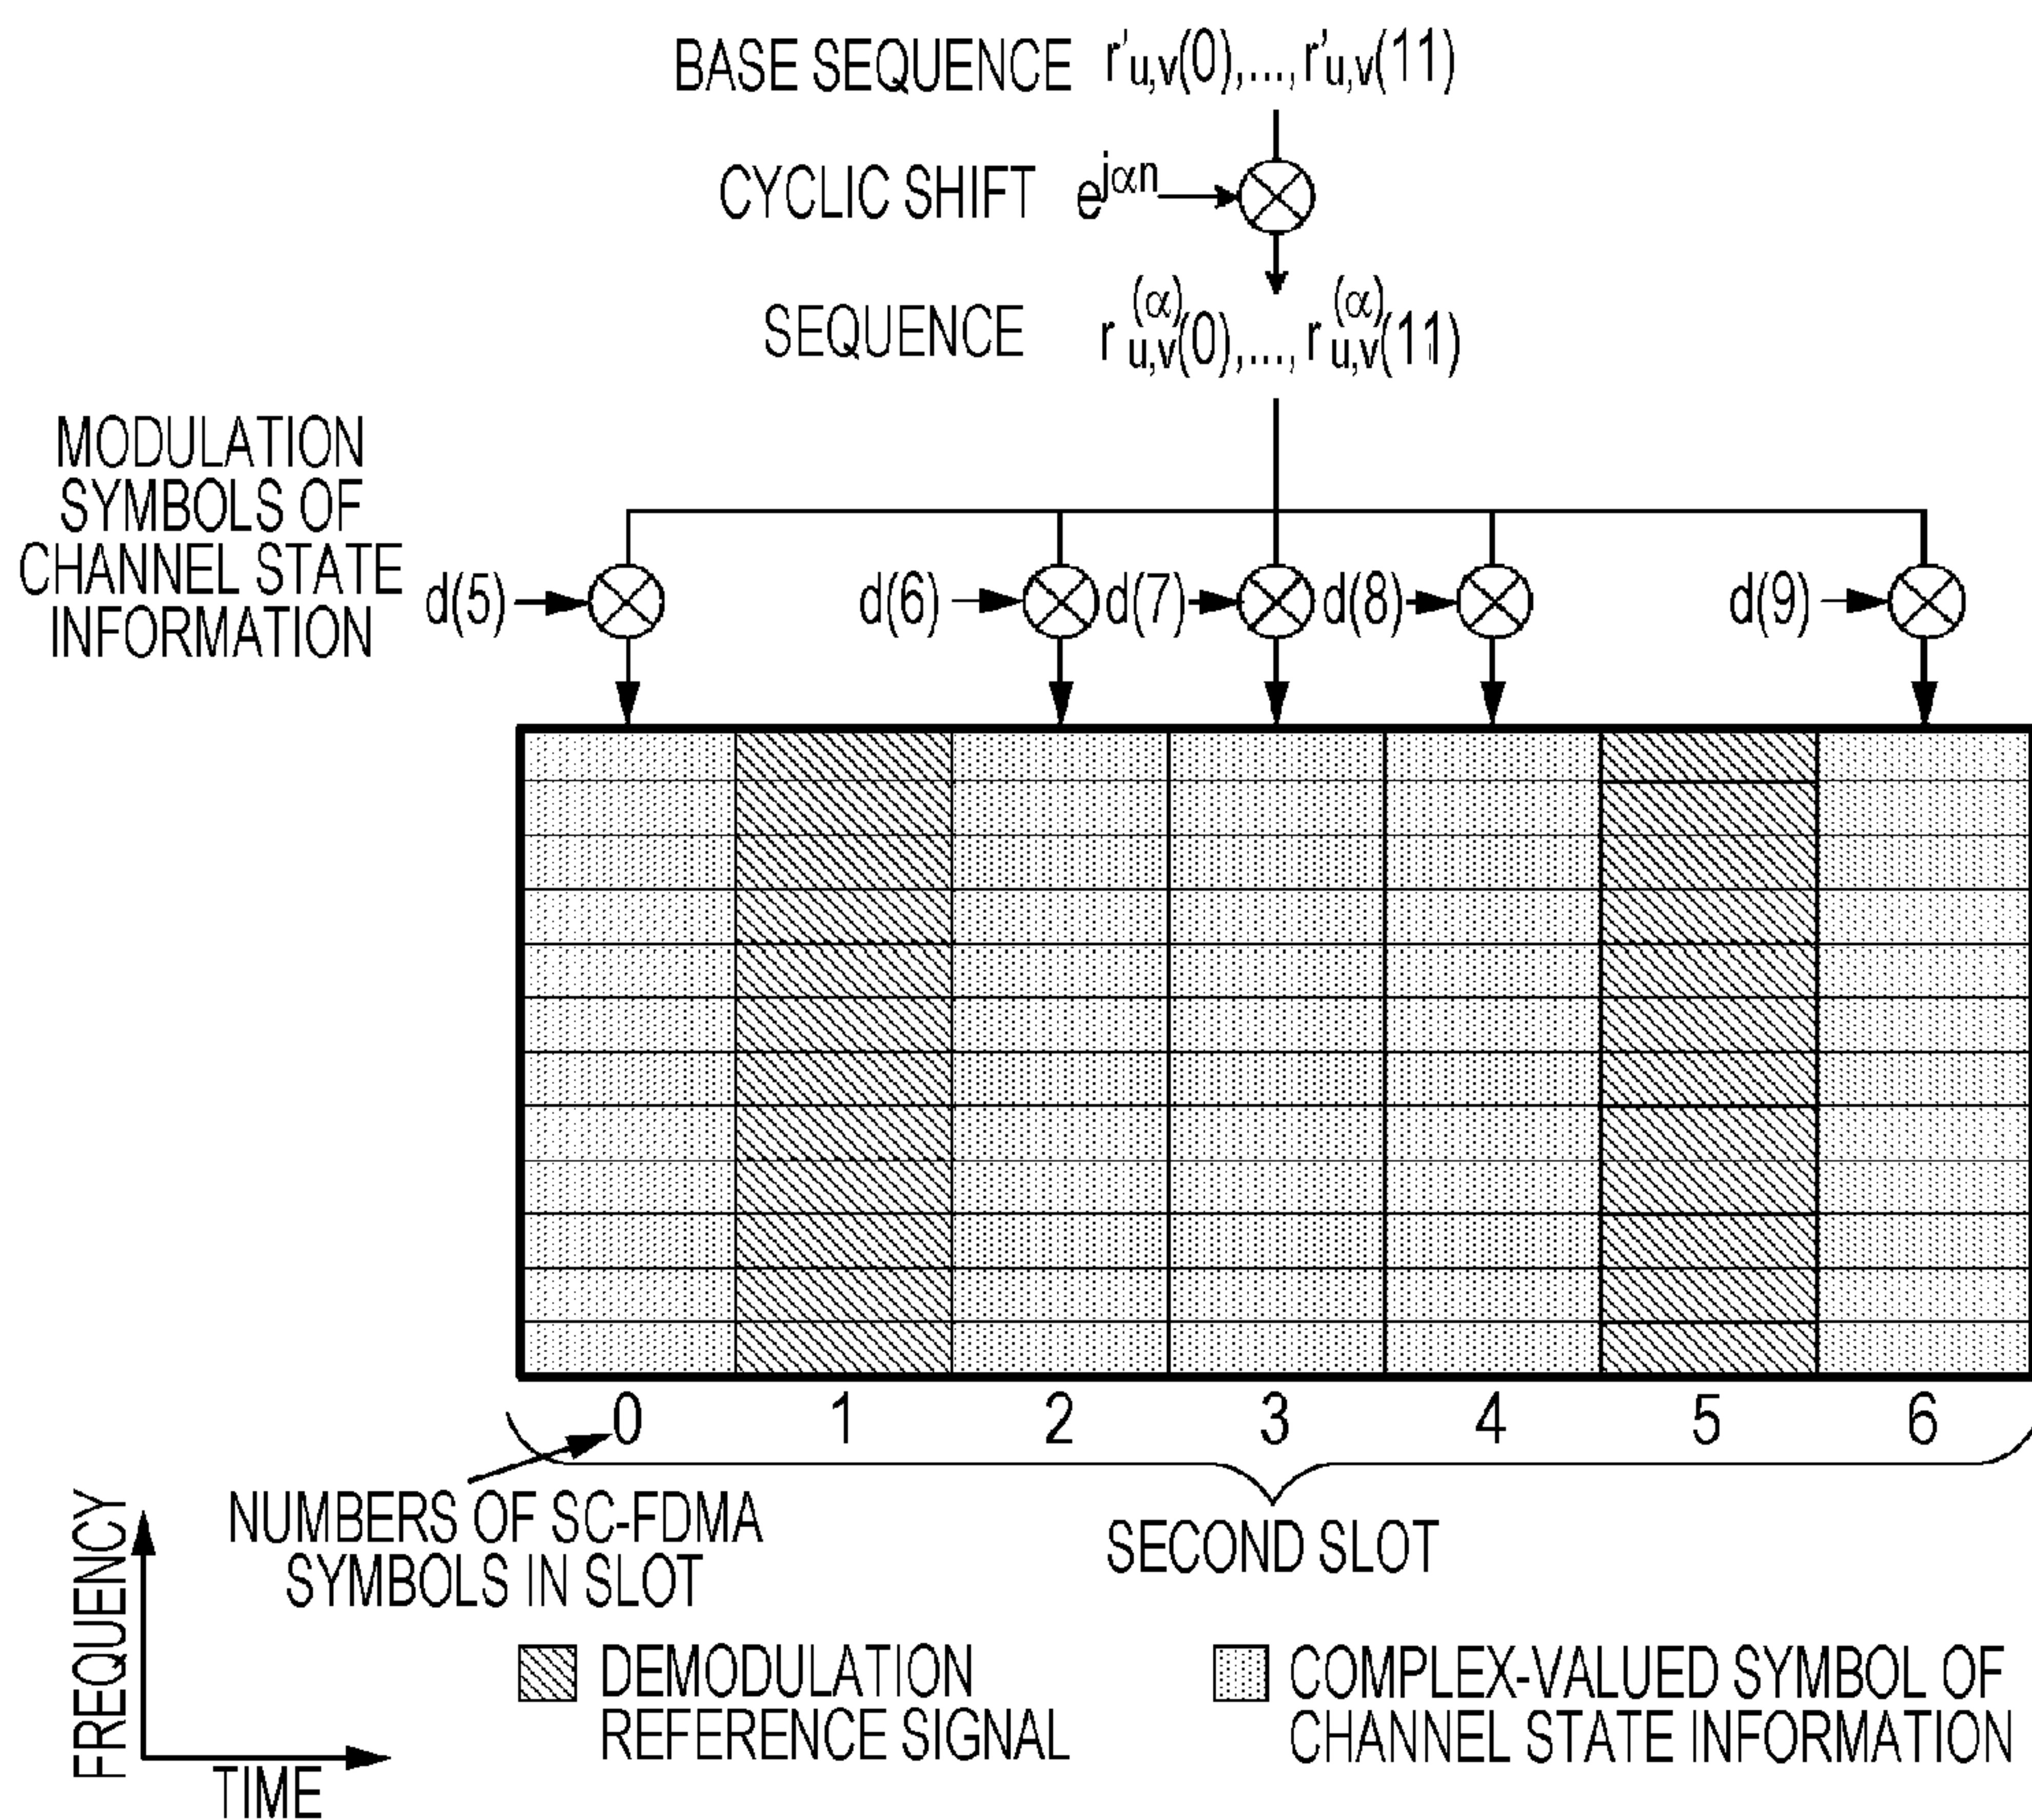 BASE SEQUENCE r'u,v(0),...,r'u,v(11)
CYCLIC SHIFT e^jαn
SEQUENCE r(α)u,v(0),...,r(α)u,v(11)
MODULATION
SYMBOLS OF
CHANNEL STATE
INFORMATION
d(5) d(6) d(7) d(8) d(9)
0 1 2 3 4 5 6
NUMBERS OF SC-FDMA
SYMBOLS IN SLOT
SECOND SLOT
FREQUENCY
TIME
DEMODULATION
REFERENCE SIGNAL
COMPLEX-VALUED SYMBOL OF
CHANNEL STATE INFORMATION